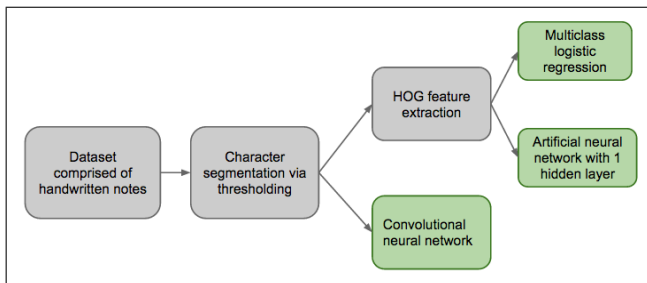 Dataset
comprised of
handwritten notes
Character
segmentation via
thresholding
HOG feature
extraction
Convolutional
neural network
Multiclass
logistic
regression
Artificial neural
network with 1
hidden layer